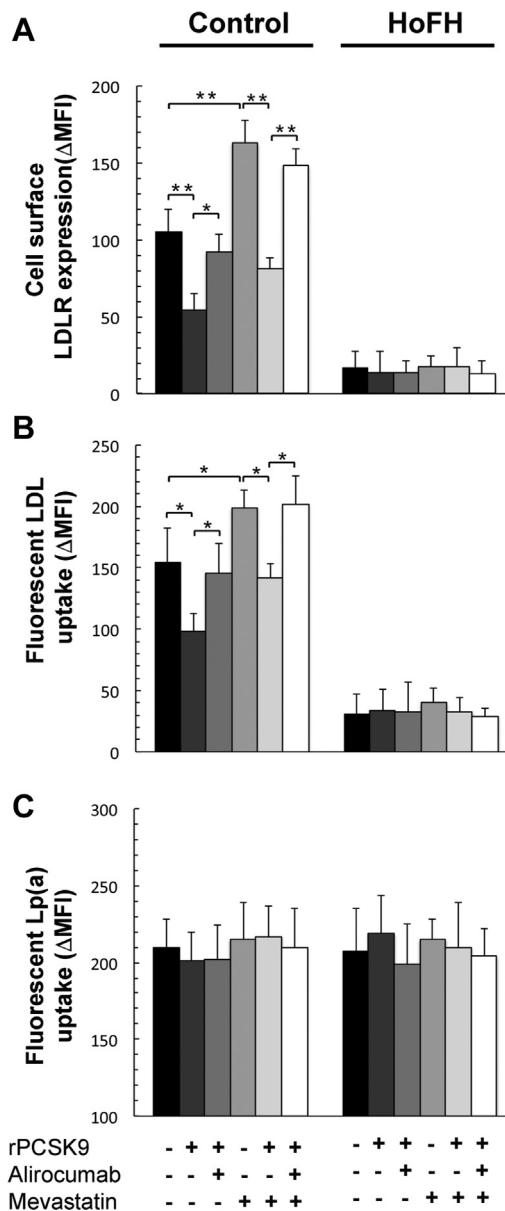 Control HoFH
A
Cell surface
LDLR expression(ΔMFI)
200
150
100
50
0
** ** ** ** *
B
Fluorescent LDL
uptake (ΔMFI)
250
200
150
100
50
0
* * * * *
C
Fluorescent Lp(a)
uptake (ΔMFI)
300
250
200
150
100
rPCSK9 - + + - + + - + + - + +
Alirocumab - - + - - + - - + - - +
Mevastatin - - - + + + - - - + + +